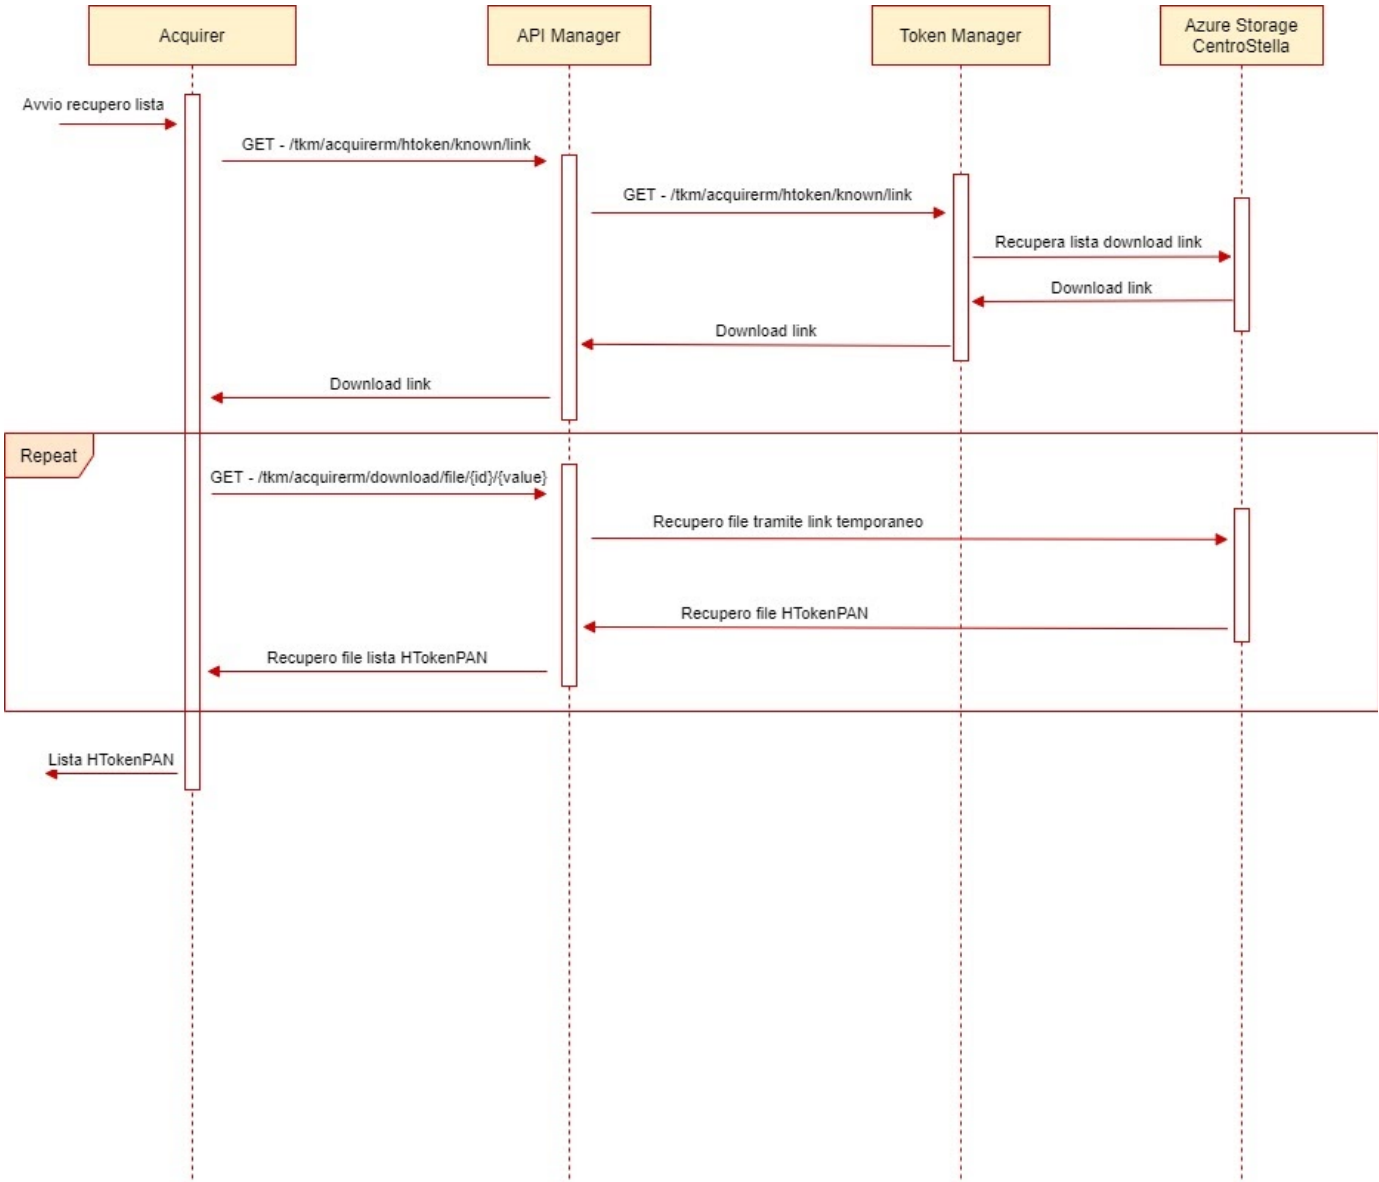 Acquirer
API Manager
Token Manager
Azure Storage
CentroStella
Avvio recupero lista
GET - /tkm/acquirerm/htoken/known/link
GET - /tkm/acquirerm/htoken/known/link
Recupera lista download link
Download link
Download link
Download link
Repeat
GET - /tkm/acquirerm/download/file/{id}/{value}
Recupero file tramite link temporaneo
Recupero file HTokenPAN
Recupero file lista HTokenPAN
Lista HTokenPAN